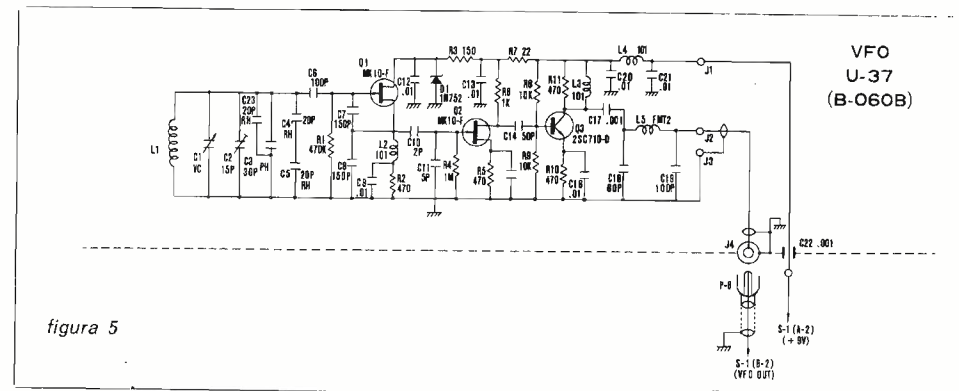 VFO
U-37
(B-060B)
L1
C1
VC
C2
15P
C3
30P
C23
20P
RH
PH
C4
RH
20P
C5
20P
RH
C6
100P
R1
470K
C7
150P
C8
150P
Q1
MK10-F
L2
101
C9
.01
R2
470
C12
.01
D1
1N752
R3 150
C10
2P
C11
5P
R4
1M
C13
.01
R6
1K
Q2
MK10-F
R5
470
R7 22
R8
10K
C14
50P
R9
10K
R11
470
L3
101
Q3
2SC710-D
R10
470
C16
.01
C17
.001
L4 101
C20
.01
C21
.01
L5 FMT2
C18
60P
C19
100P
J1
J2
J3
J4
C22 .001
P-8
S-1 (A-2)
(+9V)
S-1 (B-2)
(VFO OUT)
figura 5